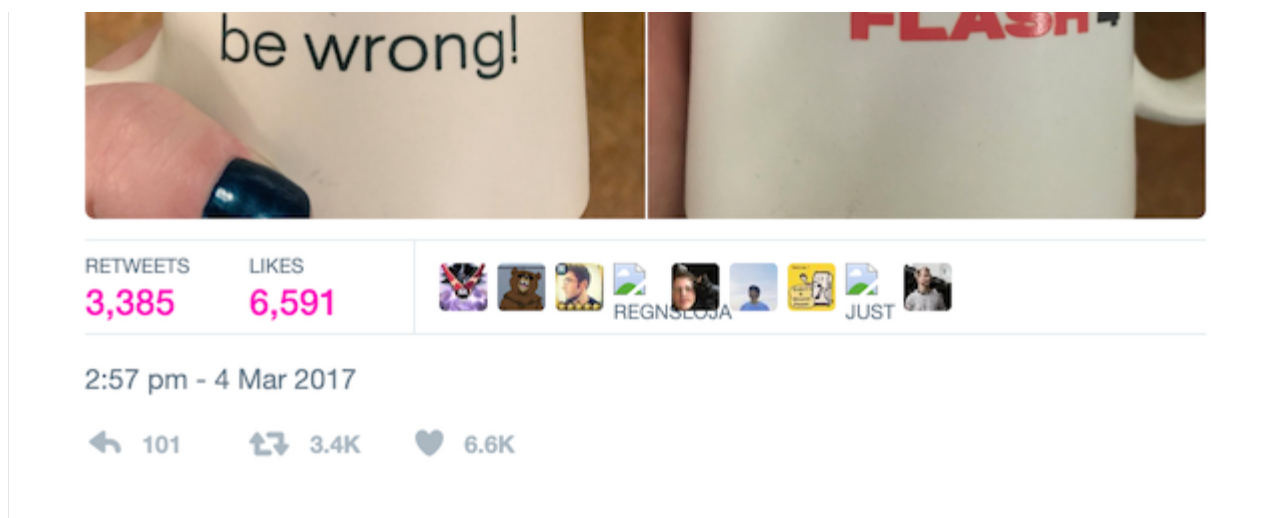 be wrong!
FLASH
RETWEETS LIKES
3,385 6,591
REGNSLOJA JUST
2:57 pm - 4 Mar 2017
101 3.4K 6.6K